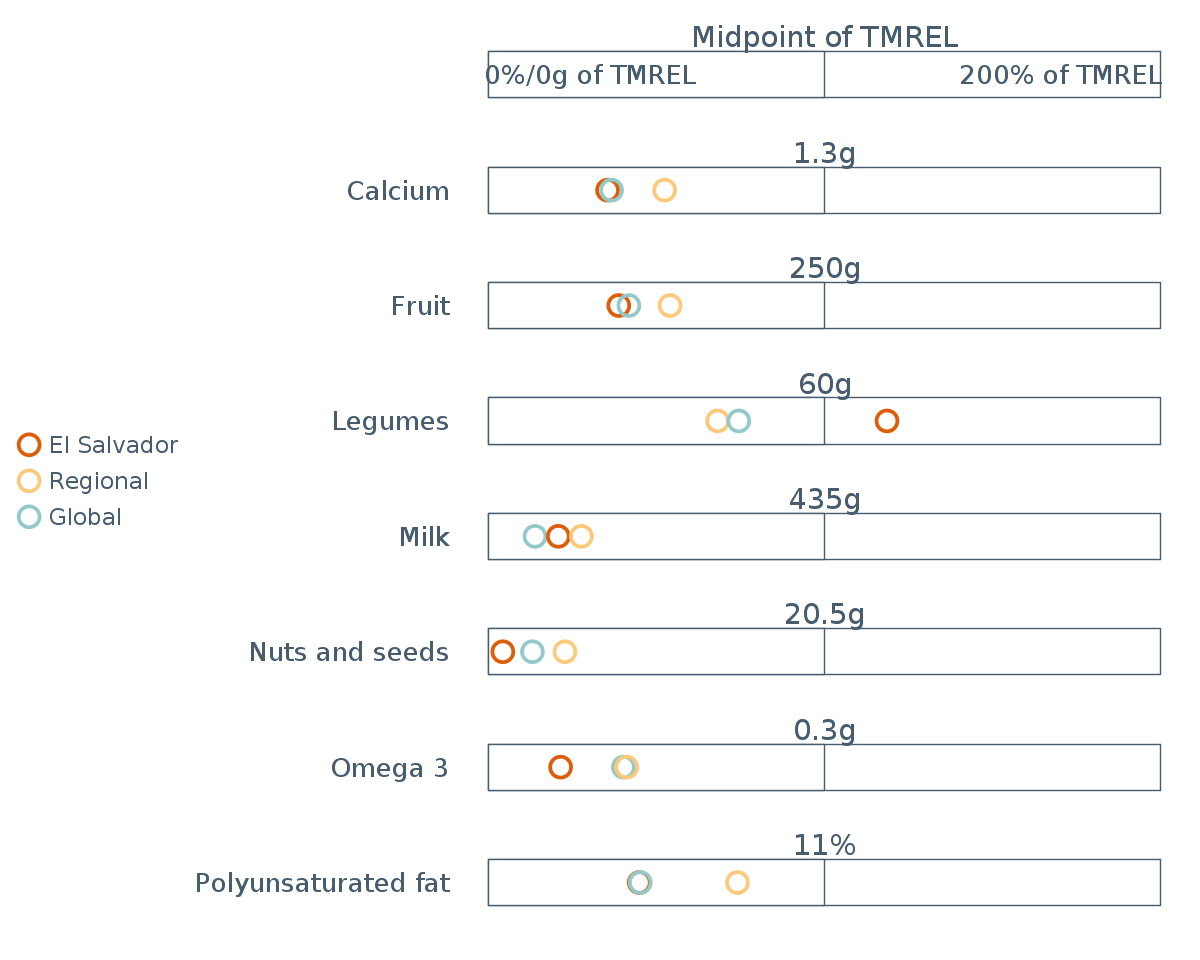 Midpoint of TMREL
0%/0g of TMREL
200% of TMREL
1.3g
Calcium
250g
Fruit
60g
Legumes
El Salvador
Regional
Global
435g
Milk
20.5g
Nuts and seeds
0.3g
Omega 3
11%
Polyunsaturated fat